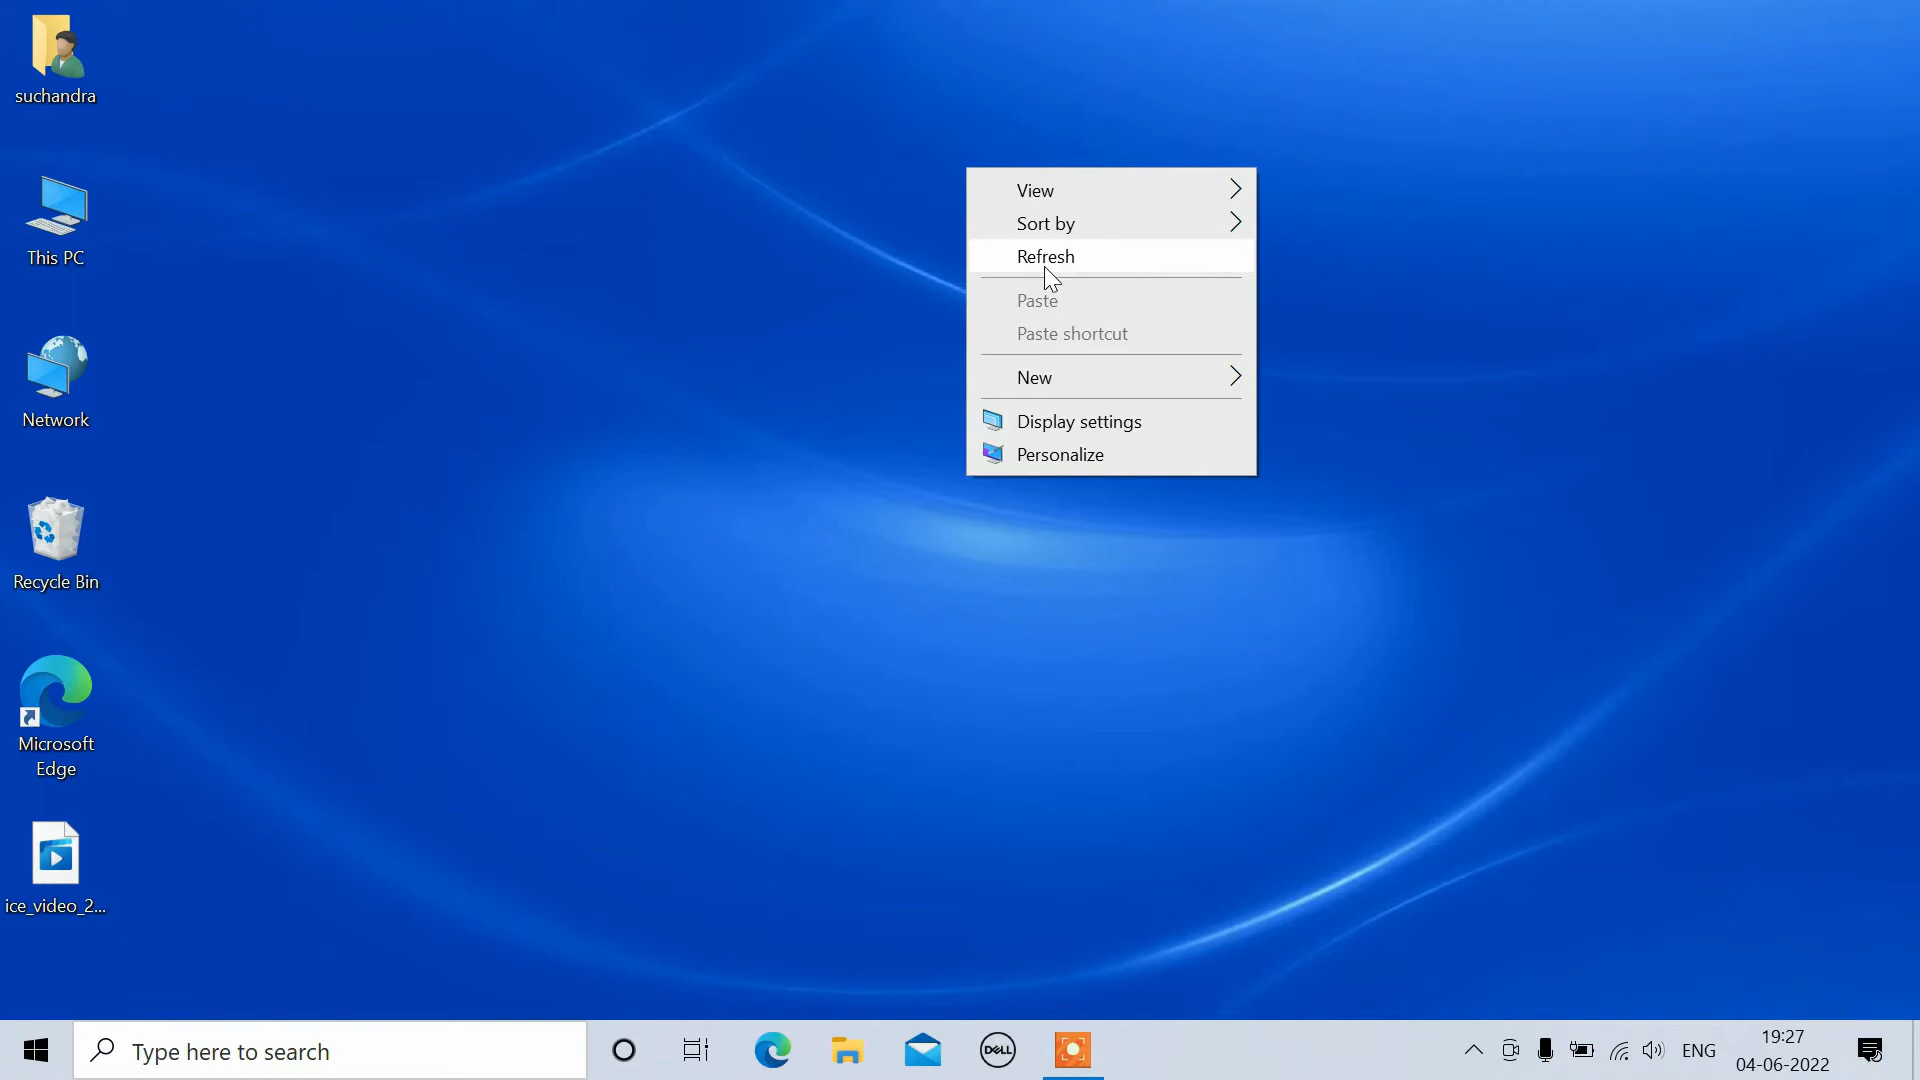 suchandra
This PC
Network
Recycle Bin
Microsoft
Edge
ice_video_2...
View
Sort by
Refresh
Paste
Paste shortcut
New
Display settings
Personalize
Type here to search
DELL
ENG
19:27
04-06-2022